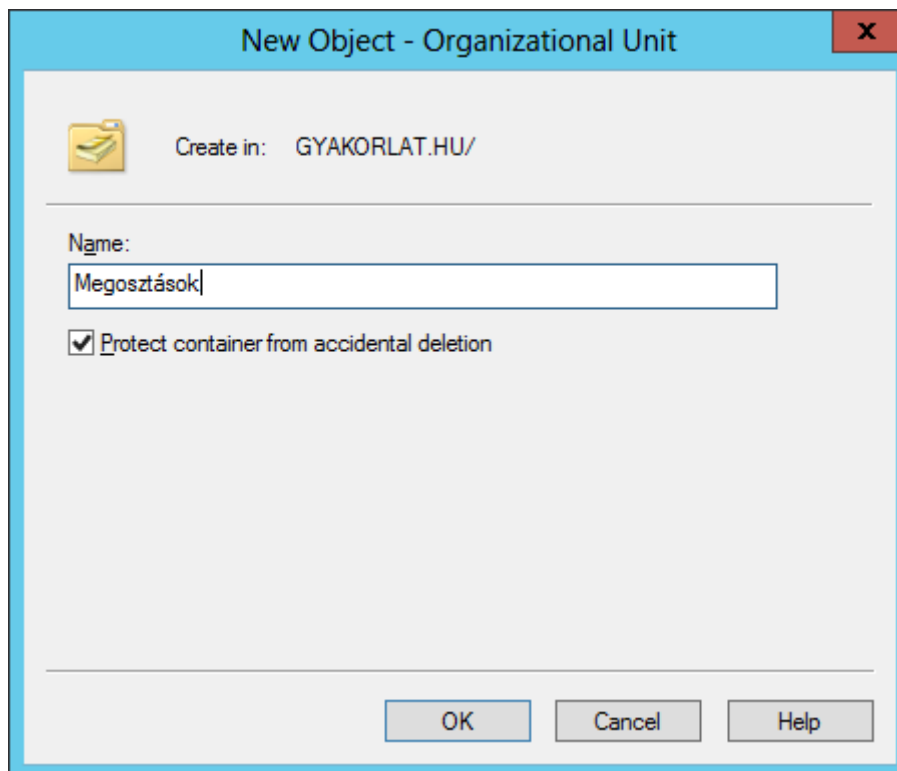 New Object - Organizational Unit
x
Create in: GYAKORLAT.HU/
Name:
Megosztások
Protect container from accidental deletion
OK Cancel Help